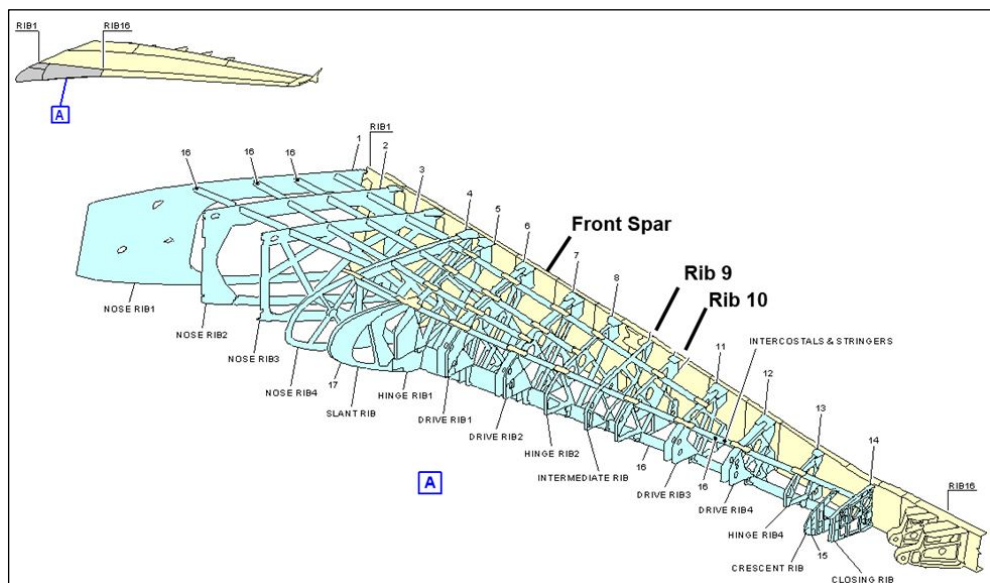 RIB1
RIB16
A
RIB1
1
2
16
16
16
3
4
5
6
Front Spar
7
8
Rib 9
Rib 10
INTERCOSTALS & STRINGERS
11
12
13
14
NOSE RIB1
NOSE RIB2
NOSE RIB3
NOSE RIB4
17
SLANT RIB
HINGE RIB1
DRIVE RIB1
DRIVE RIB2
HINGE RIB2
INTERMEDIATE RIB
16
DRIVE RIB3
16
DRIVE RIB4
HINGE RIB4
15
CRESCENT RIB
CLOSING RIB
RIB16
A